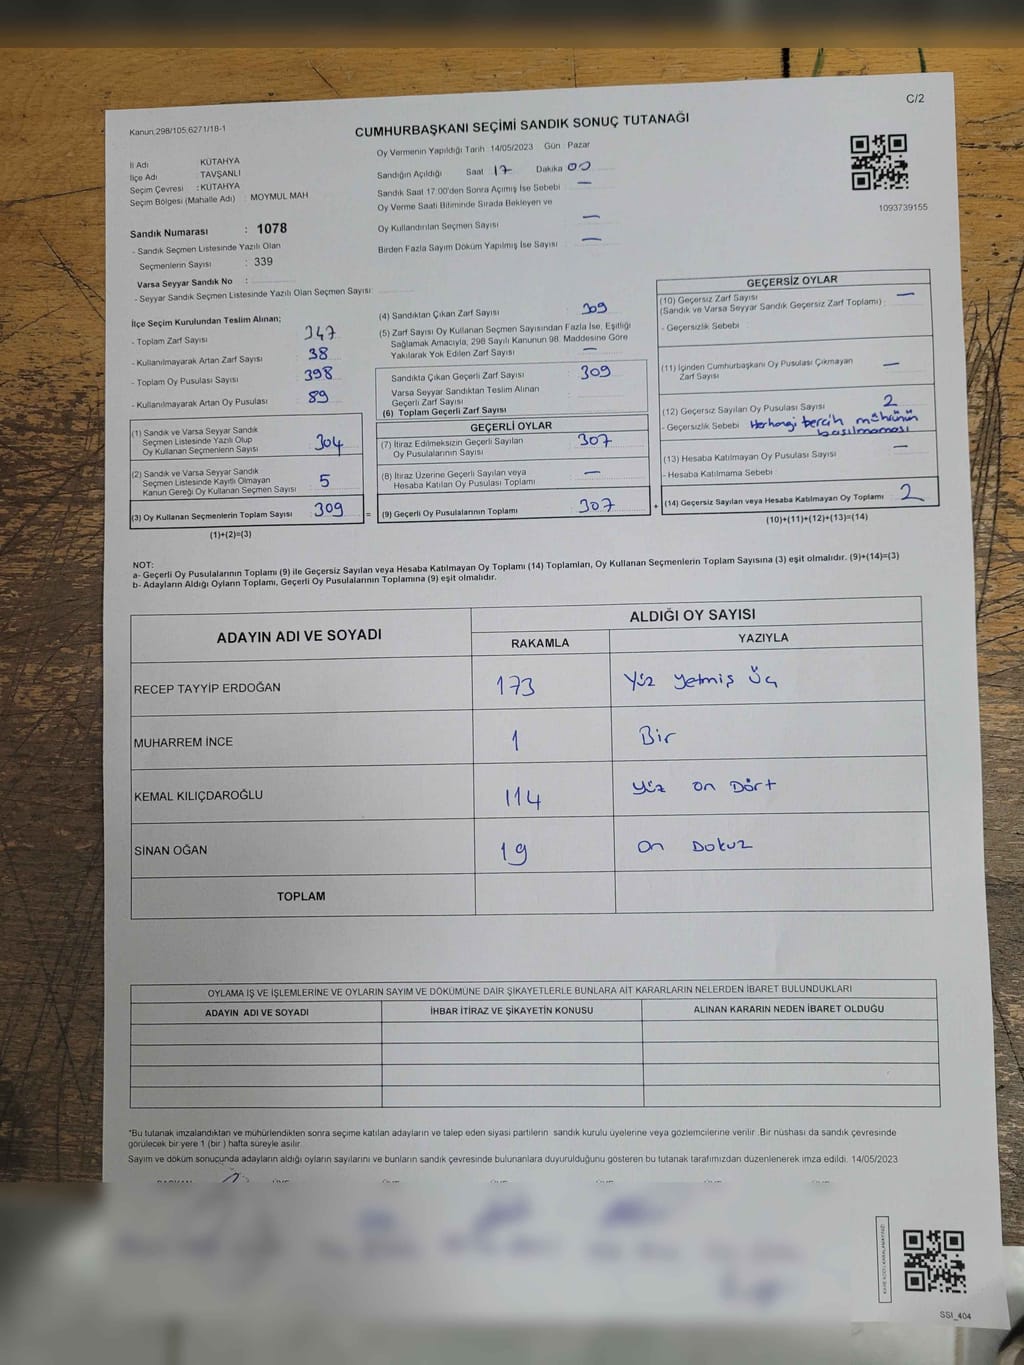 C/2
Kanun.298/105.6271/18-1
CUMHURBAŞKANI SEÇİMİ SANDIK SONUÇ TUTANAĞI
İl Adı : KÜTAHYA
İlçe Adı : TAVŞANLI
Seçim Çevresi : KÜTAHYA
Seçim Bölgesi (Mahalle Adı) : MOYMUL MAH
Sandık Numarası : 1078
- Sandık Seçmen Listesinde Yazılı Olan
Seçmenlerin Sayısı : 339
Varsa Seyyar Sandık No :
- Seyyar Sandık Seçmen Listesinde Yazılı Olan Seçmen Sayısı:
Oy Vermenin Yapıldığı Tarih : 14/05/2023 Gün : Pazar
Sandığın Açıldığı Saat : 17 Dakika : 00
Sandık Saat 17:00'den Sonra Açımış İse Sebebi : —
Oy Verme Saati Bitiminde Sırada Bekleyen ve
Oy Kullandırılan Seçmen Sayısı : —
Birden Fazla Sayım Döküm Yapılmış İse Sayısı : —
1093739155
İlçe Seçim Kurulundan Teslim Alınan;
- Toplam Zarf Sayısı : 347
- Kullanılmayarak Artan Zarf Sayısı : 38
- Toplam Oy Pusulası Sayısı : 398
- Kullanılmayarak Artan Oy Pusulası : 89
(1) Sandık ve Varsa Seyyar Sandık
Seçmen Listesinde Yazılı Olup
Oy Kullanan Seçmenlerin Sayısı : 304
(2) Sandık ve Varsa Seyyar Sandık
Seçmen Listesinde Kayıtlı Olmayan
Kanun Gereği Oy Kullanan Seçmen Sayısı : 5
(3) Oy Kullanan Seçmenlerin Toplam Sayısı : 309
(1)+(2)=(3)
(4) Sandıktan Çıkan Zarf Sayısı : 309
(5) Zarf Sayısı Oy Kullanan Seçmen Sayısından Fazla İse, Eşitliği
Sağlamak Amacıyla, 298 Sayılı Kanunun 98. Maddesine Göre
Yakılarak Yok Edilen Zarf Sayısı : —
Sandıkta Çıkan Geçerli Zarf Sayısı : 309
Varsa Seyyar Sandıktan Teslim Alınan
Geçerli Zarf Sayısı :
(6) Toplam Geçerli Zarf Sayısı :
GEÇERLİ OYLAR
(7) İtiraz Edilmeksizin Geçerli Sayılan
Oy Pusulalarının Sayısı : 307
(8) İtiraz Üzerine Geçerli Sayılan veya
Hesaba Katılan Oy Pusulası Toplamı : —
= (9) Geçerli Oy Pusulalarının Toplamı : 307
GEÇERSİZ OYLAR
(10) Geçersiz Zarf Sayısı : —
(Sandık ve Varsa Seyyar Sandık Geçersiz Zarf Toplamı)
- Geçersizlik Sebebi :
(11) İçinden Cumhurbaşkanı Oy Pusulası Çıkmayan
Zarf Sayısı : —
(12) Geçersiz Sayılan Oy Pusulası Sayısı : 2
- Geçersizlik Sebebi : Herhangi tercih mührünün
basılmaması
(13) Hesaba Katılmayan Oy Pusulası Sayısı : —
- Hesaba Katılmama Sebebi :
+ (14) Geçersiz Sayılan veya Hesaba Katılmayan Oy Toplamı : 2
(10)+(11)+(12)+(13)=(14)
NOT:
a- Geçerli Oy Pusulalarının Toplamı (9) ile Geçersiz Sayılan veya Hesaba Katılmayan Oy Toplamı (14) Toplamları, Oy Kullanan Seçmenlerin Toplam Sayısına (3) eşit olmalıdır. (9)+(14)=(3)
b- Adayların Aldığı Oyların Toplamı, Geçerli Oy Pusulalarının Toplamına (9) eşit olmalıdır.
ADAYIN ADI VE SOYADI
ALDIĞI OY SAYISI
RAKAMLA YAZIYLA
RECEP TAYYİP ERDOĞAN 173 Yüz Yetmiş Üç
MUHARREM İNCE 1 Bir
KEMAL KILIÇDAROĞLU 114 Yüz On Dört
SİNAN OĞAN 19 On Dokuz
TOPLAM
OYLAMA İŞ VE İŞLEMLERİNE VE OYLARIN SAYIM VE DÖKÜMÜNE DAİR ŞİKAYETLERLE BUNLARA AİT KARARLARIN NELERDEN İBARET BULUNDUKLARI
ADAYIN ADI VE SOYADI İHBAR İTİRAZ VE ŞİKAYETİN KONUSU ALINAN KARARIN NEDEN İBARET OLDUĞU
*Bu tutanak imzalandıktan ve mühürlendikten sonra seçime katılan adayların ve talep eden siyasi partilerin sandık kurulu üyelerine veya gözlemcilerine verilir .Bir nüshası da sandık çevresinde
görülecek bir yere 1 (bir ) hafta süreyle asılır.
Sayım ve döküm sonucunda adayların aldığı oyların sayılarını ve bunların sandık çevresinde bulunanlara duyurulduğunu gösteren bu tutanak tarafımızdan düzenlenerek imza edildi. 14/05/2023
SSI_404